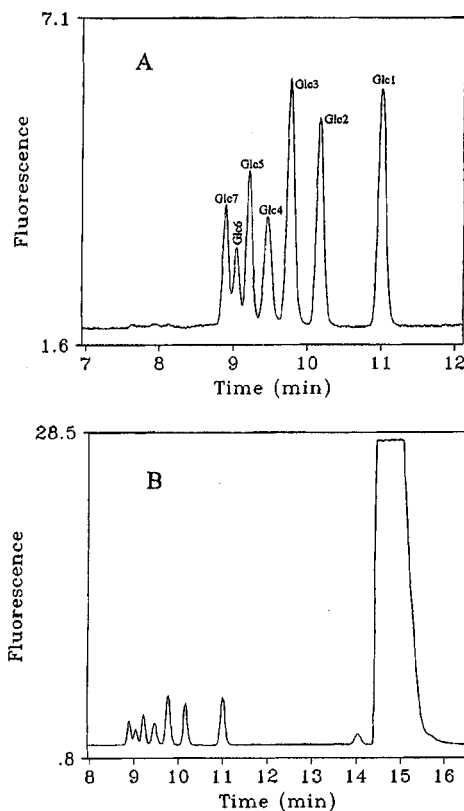 7.1
A
Glc3
Glc1
Glc2
Glc5
Glc7
Glc4
Glc6
Fluorescence
1.6
7 8 9 10 11 12
Time (min)
28.5
B
Fluorescence
.8
8 9 10 11 12 13 14 15 16
Time (min)